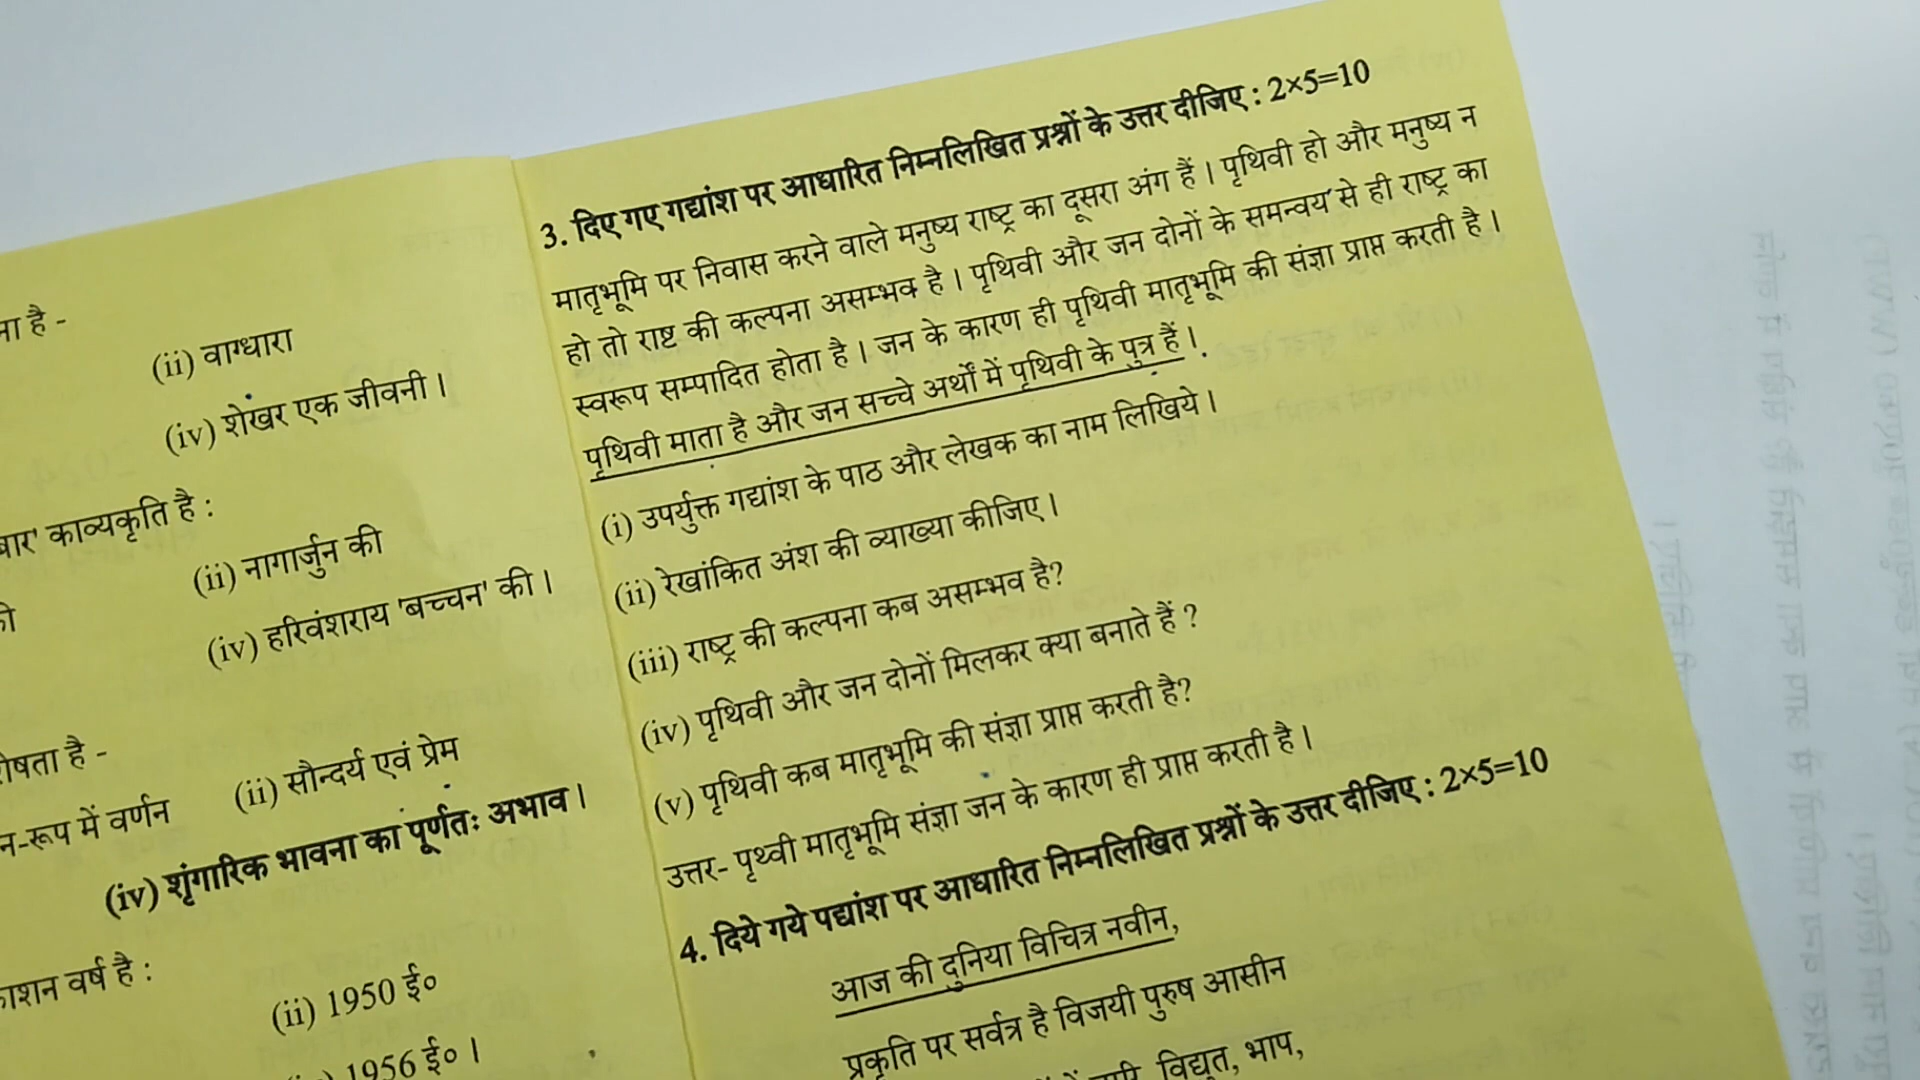 ना है -
(ii) वाग्धारा
(iv) शेखर एक जीवनी ।
काव्यकृति है :
(ii) नागार्जुन की
(iv) हरिवंशराय 'बच्चन' की ।
है -
न-रूप में वर्णन
(ii) सौन्दर्य एवं प्रेम
(iv) शृंगारिक भावना का पूर्णतः अभाव ।
वर्ष है :
(ii) 1950 ई०
1956 ई० ।
3. दिए गए गद्यांश पर आधारित निम्नलिखित प्रश्नों के उत्तर दीजिए : 2×5=10
मातृभूमि पर निवास करने वाले मनुष्य राष्ट्र का दूसरा अंग हैं । पृथिवी हो और मनुष्य न
हो तो राष्ट की कल्पना असम्भव है । पृथिवी और जन दोनों के समन्वय से ही राष्ट्र का
स्वरूप सम्पादित होता है । जन के कारण ही पृथिवी मातृभूमि की संज्ञा प्राप्त करती है ।
पृथिवी माता है और जन सच्चे अर्थों में पृथिवी के पुत्र हैं ।
(i) उपर्युक्त गद्यांश के पाठ और लेखक का नाम लिखिये ।
(ii) रेखांकित अंश की व्याख्या कीजिए ।
(iii) राष्ट्र की कल्पना कब असम्भव है?
(iv) पृथिवी और जन दोनों मिलकर क्या बनाते हैं ?
(v) पृथिवी कब मातृभूमि की संज्ञा प्राप्त करती है?
उत्तर- पृथ्वी मातृभूमि संज्ञा जन के कारण ही प्राप्त करती है ।
4. दिये गये पद्यांश पर आधारित निम्नलिखित प्रश्नों के उत्तर दीजिए : 2×5=10
आज की दुनिया विचित्र नवीन,
प्रकृति पर सर्वत्र है विजयी पुरुष आसीन
विद्युत, भाप,